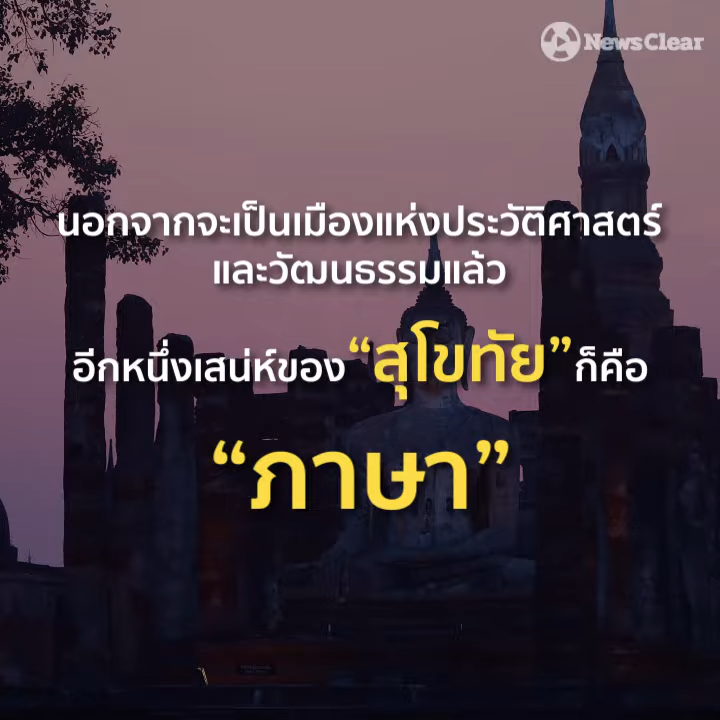 NewsClear
นอกจากจะเป็นเมืองแห่งประวัติศาสตร์
และวัฒนธรรมแล้ว
อีกหนึ่งเสน่ห์ของ “สุโขทัย” ก็คือ
“ภาษา”